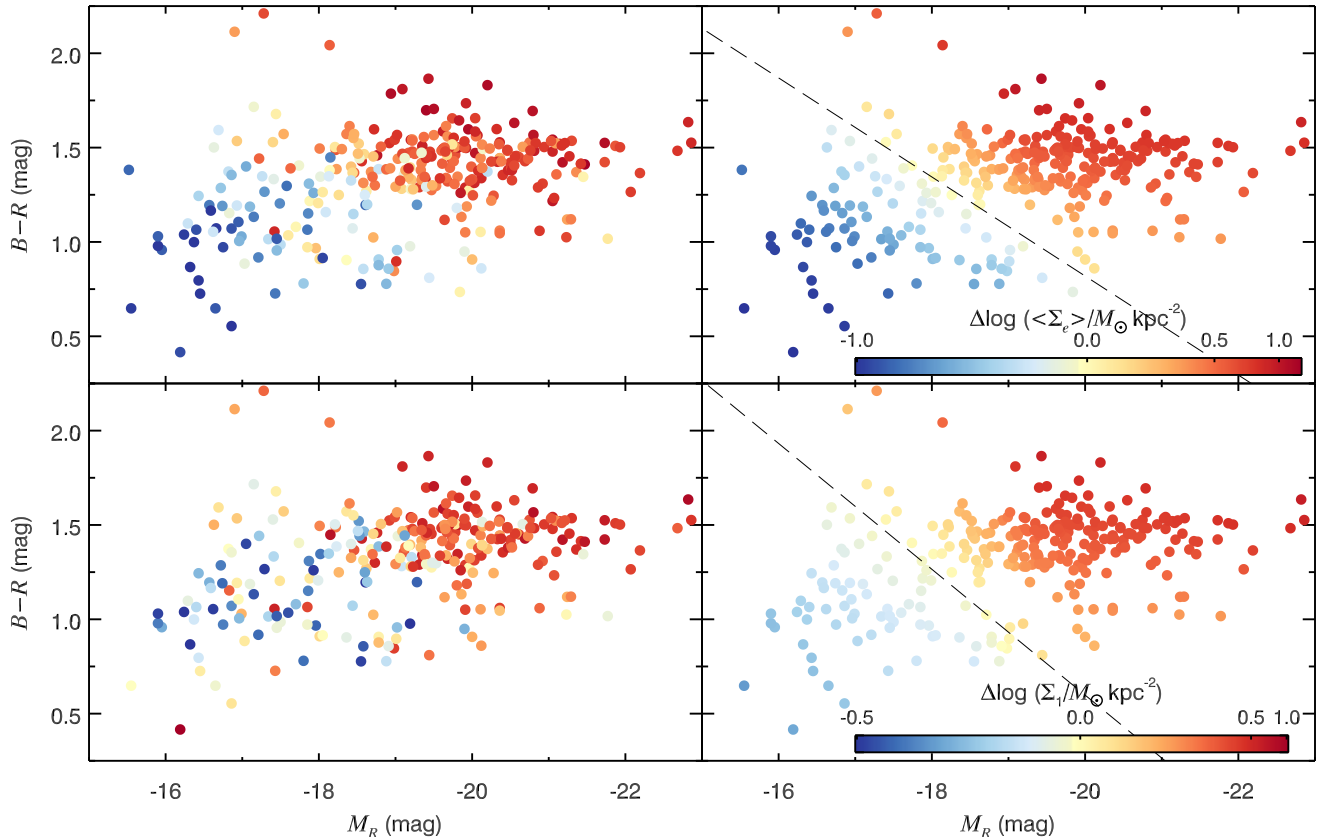 2.0
1.5
1.0
0.5
B−R (mag)
Δlog (<Σe>/M⊙ kpc-2)
-1.0 0.0 0.5 1.0
2.0
1.5
1.0
0.5
B−R (mag)
Δlog (Σ1/M⊙ kpc-2)
-0.5 0.0 0.5 1.0
-16 -18 -20 -22 -16 -18 -20 -22
MR (mag) MR (mag)